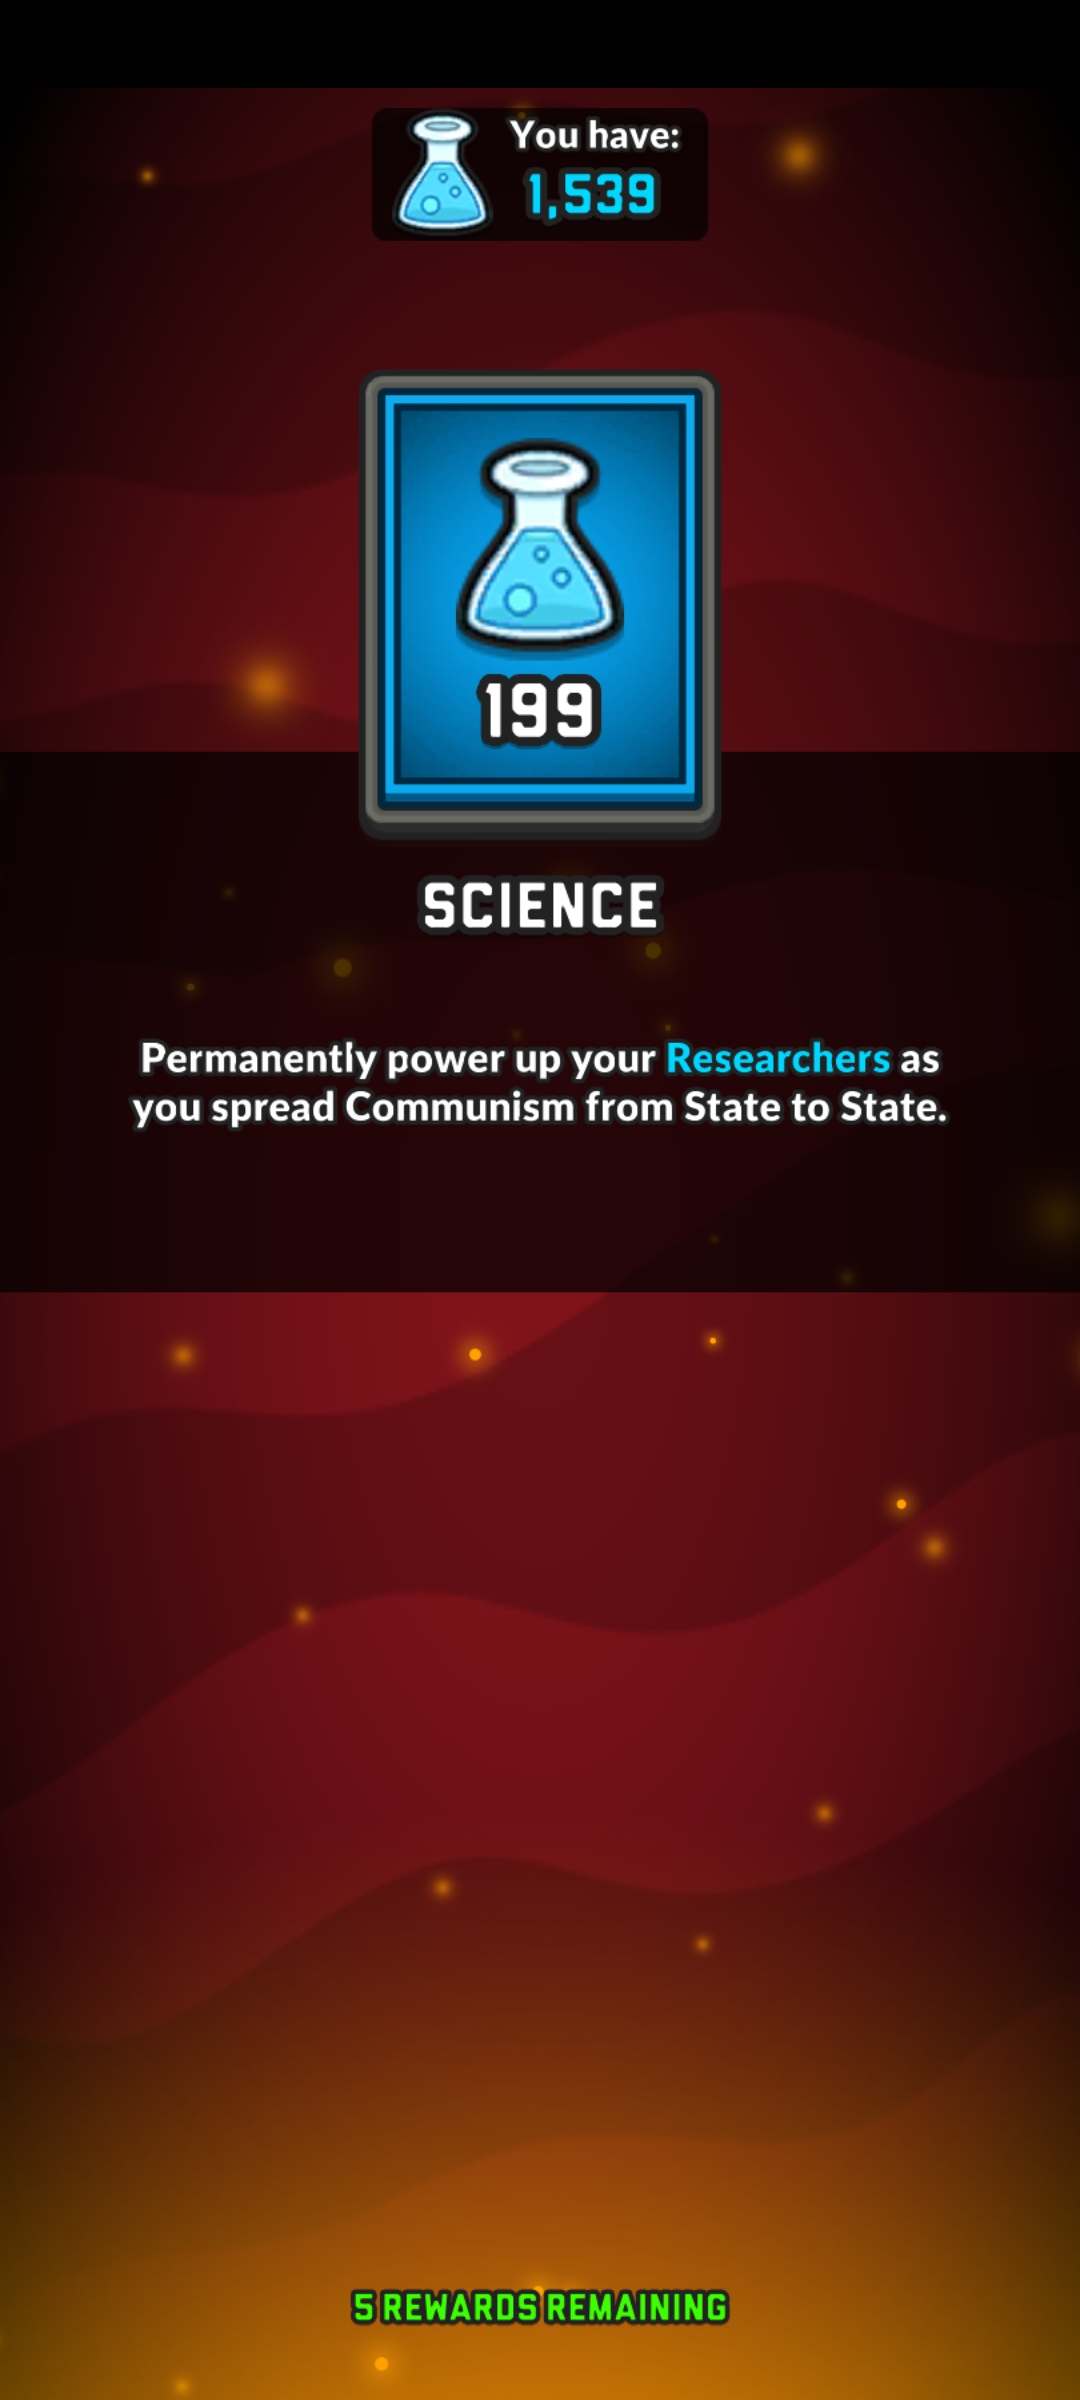 You have:
1,539
199
SCIENCE
Permanently power up your Researchers as
you spread Communism from State to State.
5 REWARDS REMAINING